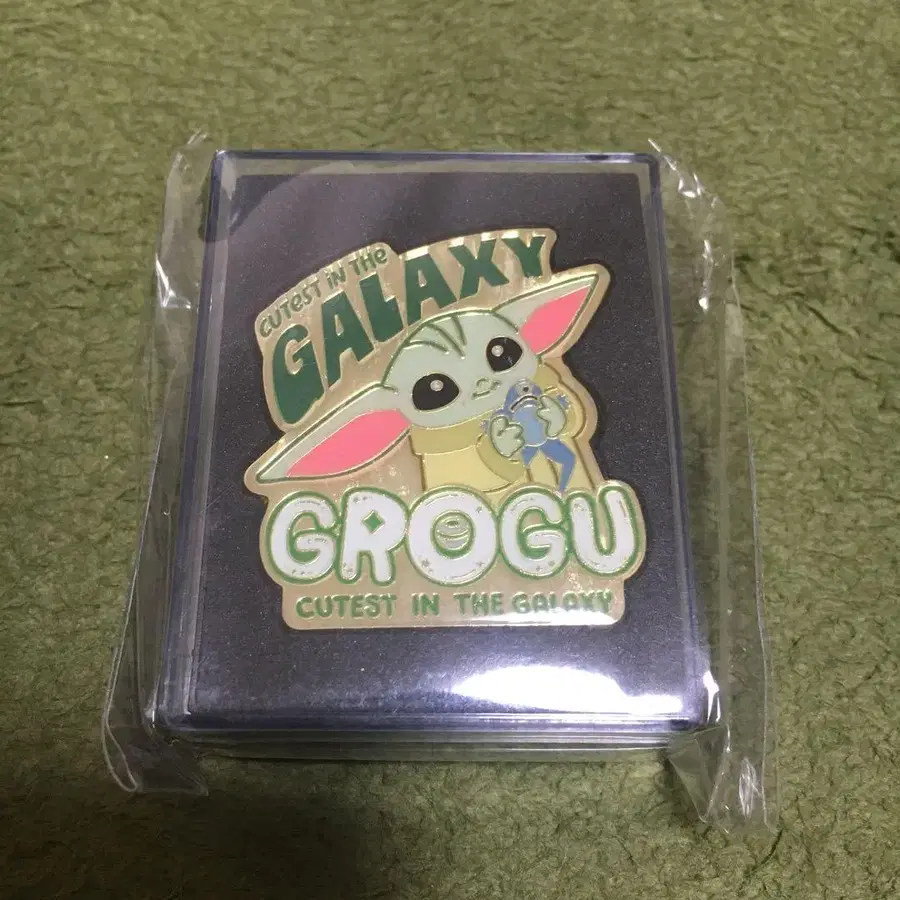 CUTEST IN THE
GALAXY
GROGU
CUTEST IN THE GALAXY